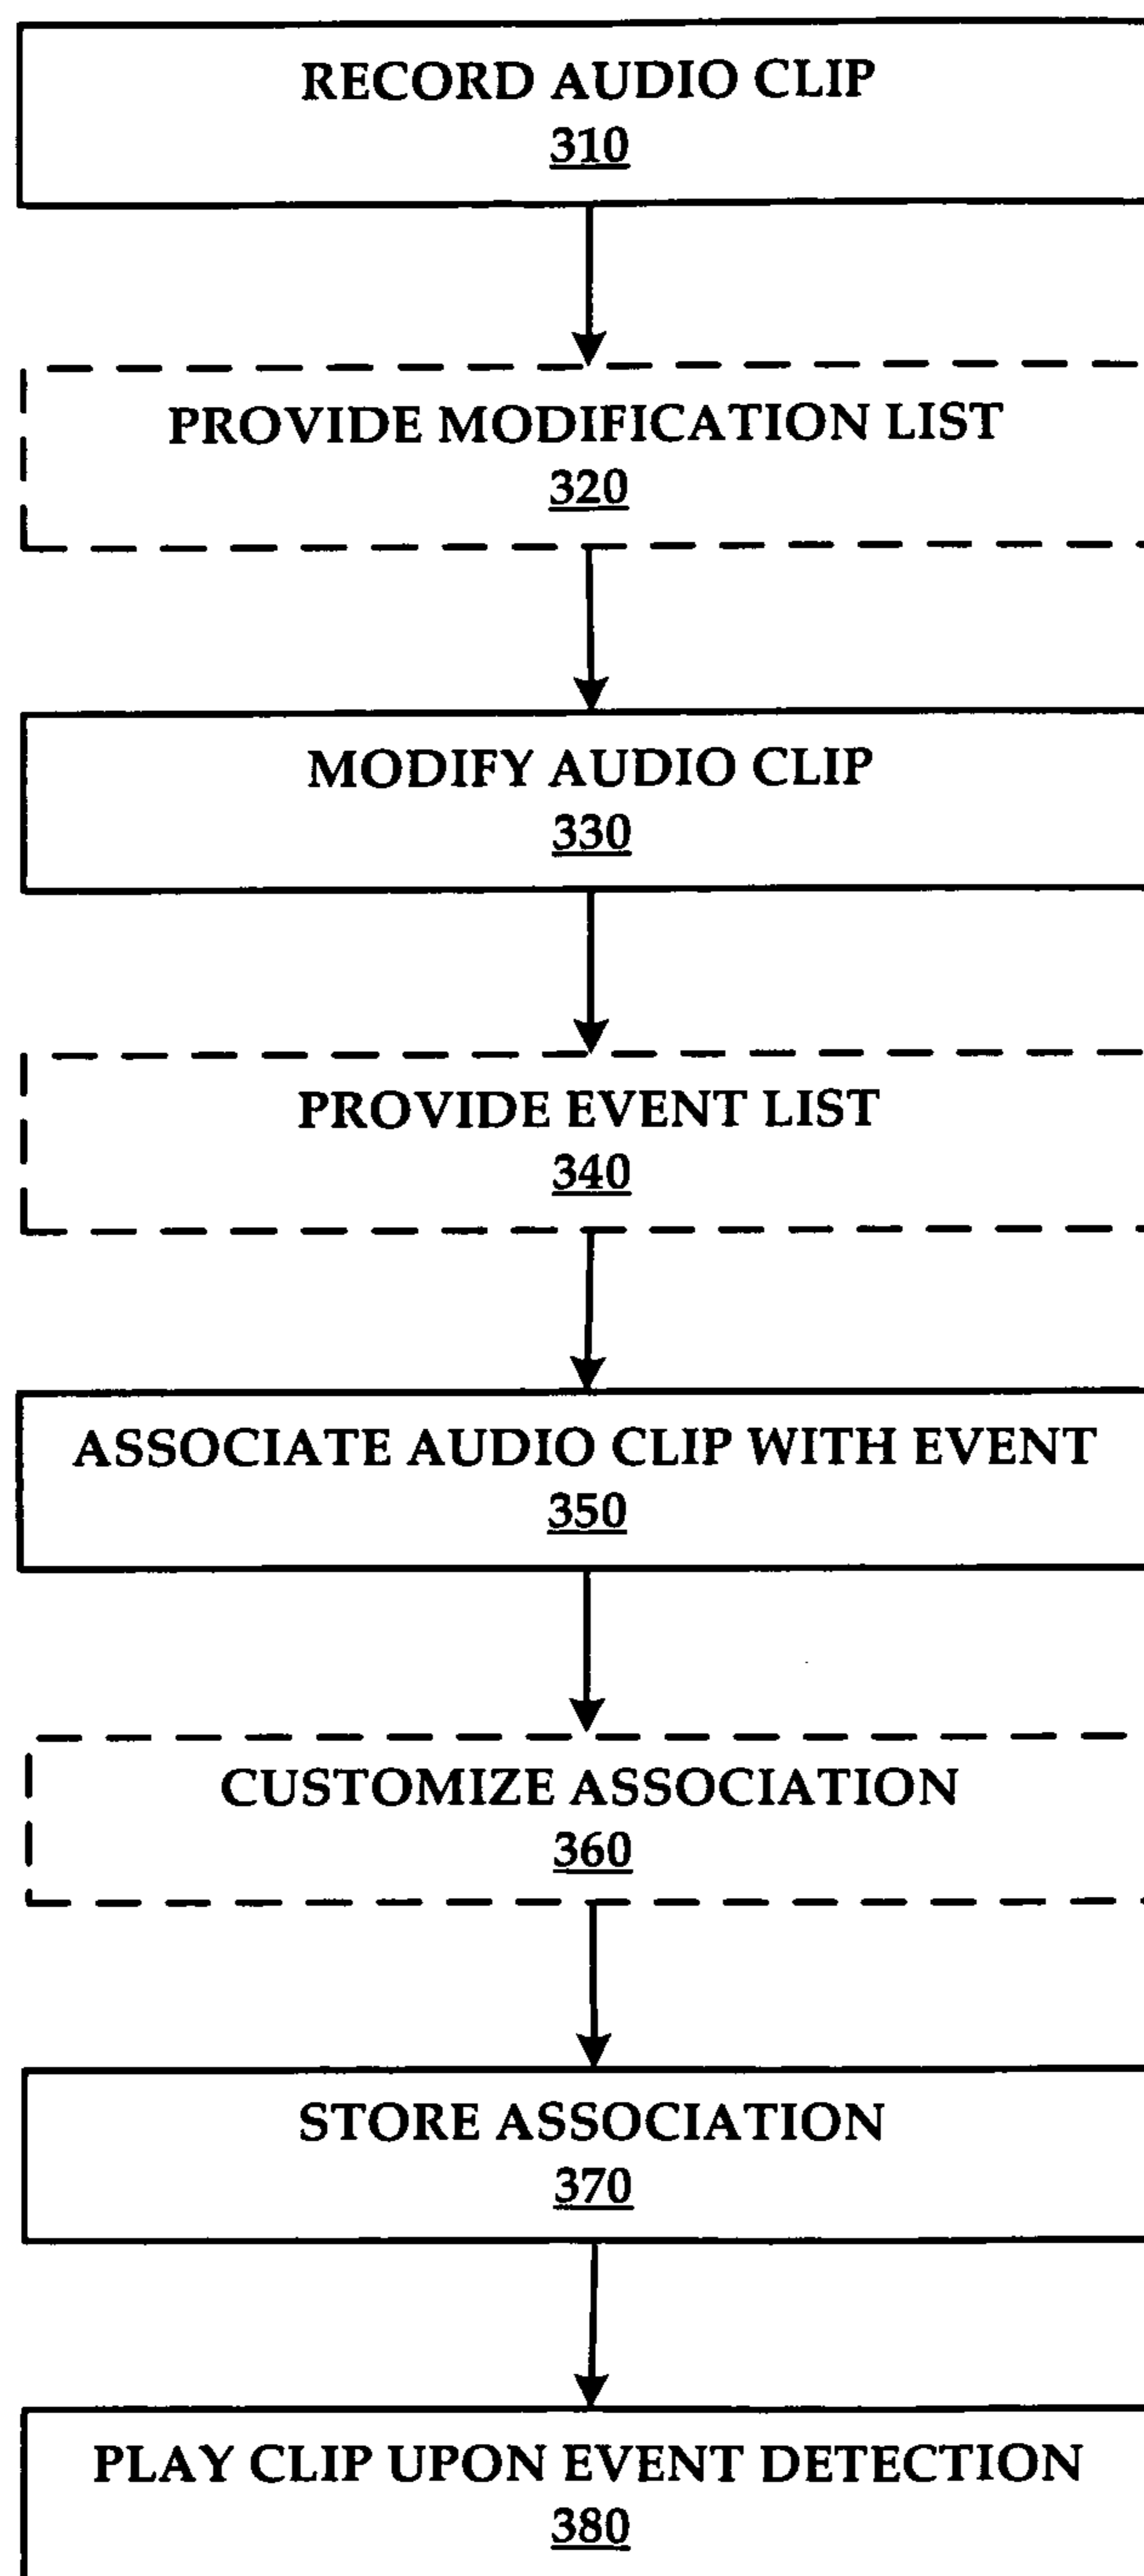 RECORD AUDIO CLIP
310
PROVIDE MODIFICATION LIST
320
MODIFY AUDIO CLIP
330
PROVIDE EVENT LIST
340
ASSOCIATE AUDIO CLIP WITH EVENT
350
CUSTOMIZE ASSOCIATION
360
STORE ASSOCIATION
370
PLAY CLIP UPON EVENT DETECTION
380